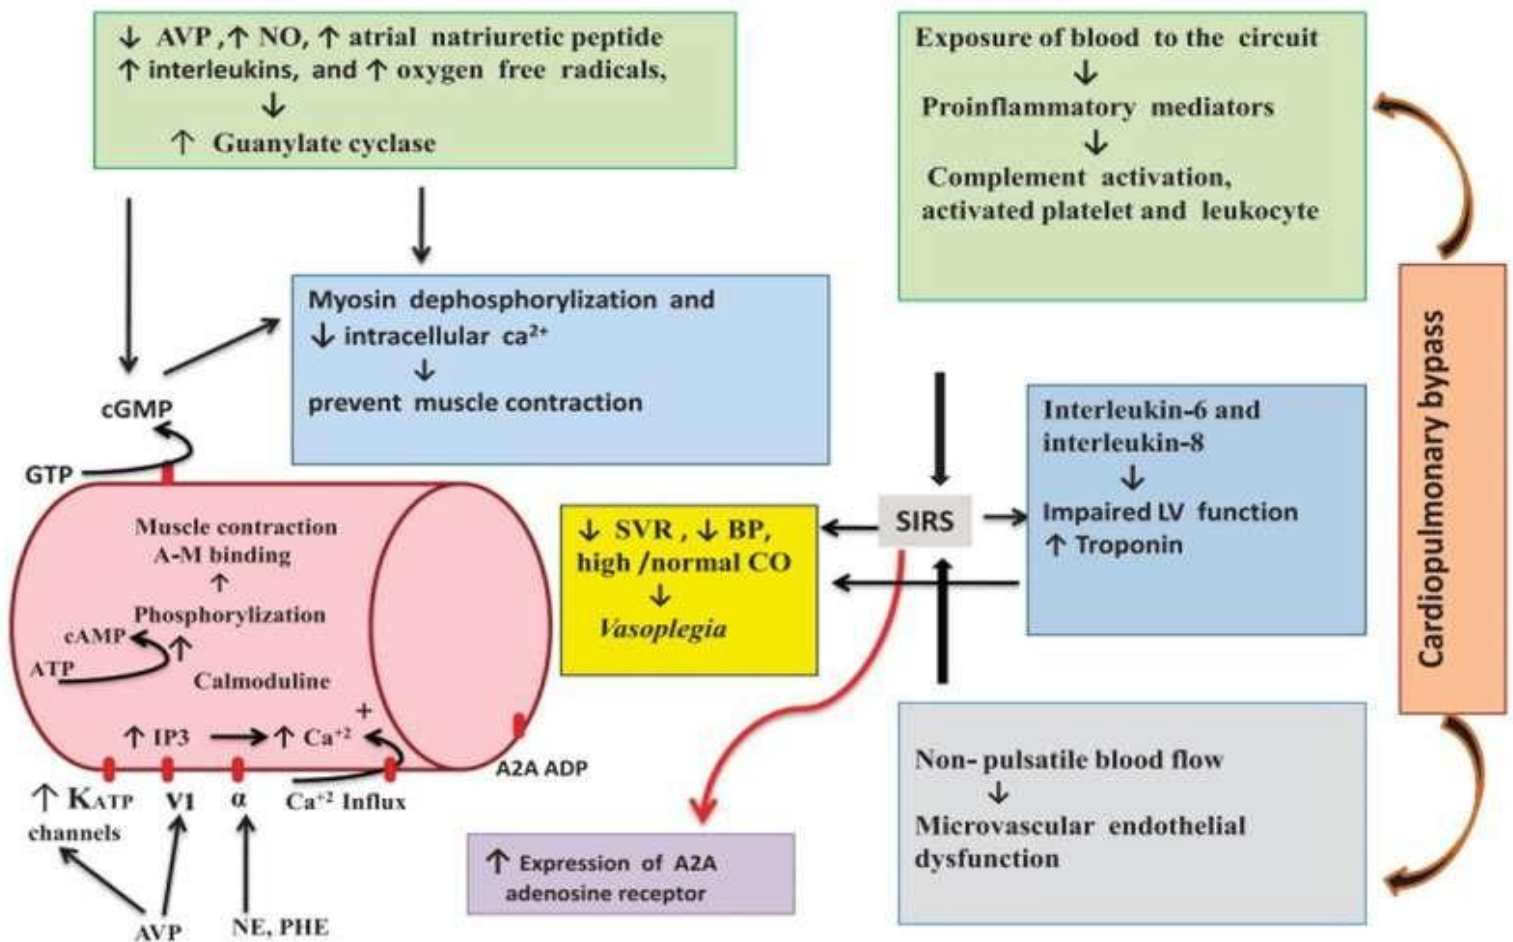 ↓ AVP ,↑ NO, ↑ atrial natriuretic peptide
↑ interleukins, and ↑ oxygen free radicals,
↓
↑ Guanylate cyclase
Exposure of blood to the circuit
↓
Proinflammatory mediators
↓
Complement activation,
activated platelet and leukocyte
Myosin dephosphorylization and
↓ intracellular ca²⁺
↓
prevent muscle contraction
cGMP
GTP
Muscle contraction
A-M binding
↑
Phosphorylization
cAMP
↑
ATP
Calmoduline
+
↑ IP3 → ↑ Ca⁺²
A2A ADP
↑ KATP
channels
V1
α
Ca⁺² Influx
AVP
NE, PHE
↓ SVR , ↓ BP,
high /normal CO
↓
Vasoplegia
SIRS
Interleukin-6 and
interleukin-8
↓
Impaired LV function
↑ Troponin
Cardiopulmonary bypass
↑ Expression of A2A
adenosine receptor
Non- pulsatile blood flow
↓
Microvascular endothelial
dysfunction